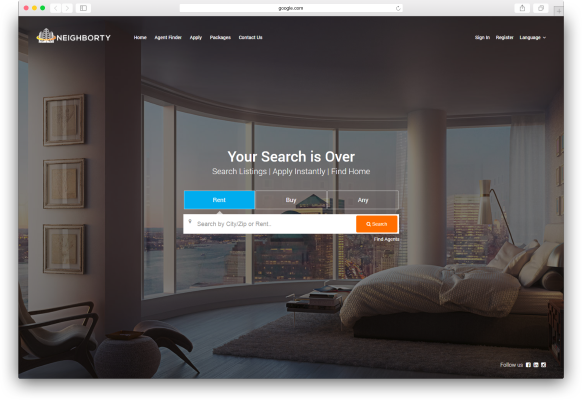 google.com
NEIGHBORTY
Home Agent Finder Apply Packages Contact Us
Sign In Register Language
Your Search is Over
Search Listings | Apply Instantly | Find Home
Rent Buy Any
Search by City/Zip or Rent..
Search
Find Agents
Follow us